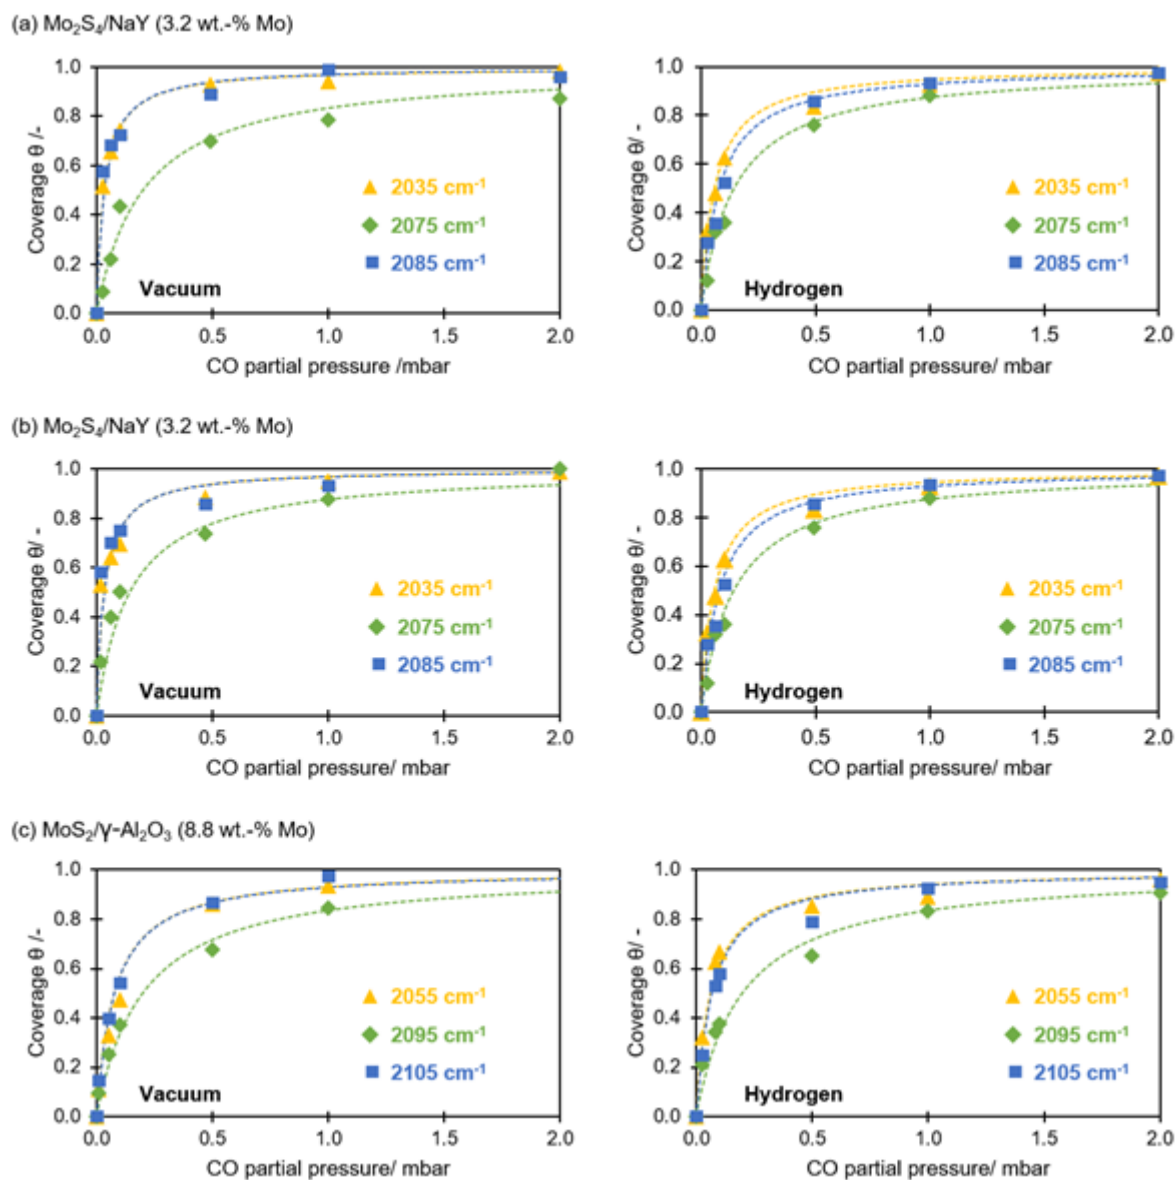 (a) Mo₂S₄/NaY (3.2 wt.-% Mo)
1.0
0.8
0.6
0.4
0.2
0.0
Coverage θ /-
2035 cm⁻¹
2075 cm⁻¹
2085 cm⁻¹
Vacuum
0.0 0.5 1.0 1.5 2.0
CO partial pressure /mbar
1.0
0.8
0.6
0.4
0.2
0.0
Coverage θ/ -
2035 cm⁻¹
2075 cm⁻¹
2085 cm⁻¹
Hydrogen
0.0 0.5 1.0 1.5 2.0
CO partial pressure/ mbar
(b) Mo₂S₄/NaY (3.2 wt.-% Mo)
1.0
0.8
0.6
0.4
0.2
0.0
Coverage θ/ -
2035 cm⁻¹
2075 cm⁻¹
2085 cm⁻¹
Vacuum
0.0 0.5 1.0 1.5 2.0
CO partial pressure/ mbar
1.0
0.8
0.6
0.4
0.2
0.0
Coverage θ/ -
2035 cm⁻¹
2075 cm⁻¹
2085 cm⁻¹
Hydrogen
0.0 0.5 1.0 1.5 2.0
CO partial pressure/ mbar
(c) MoS₂/γ-Al₂O₃ (8.8 wt.-% Mo)
1.0
0.8
0.6
0.4
0.2
0.0
Coverage θ /-
2055 cm⁻¹
2095 cm⁻¹
2105 cm⁻¹
Vacuum
0.0 0.5 1.0 1.5 2.0
CO partial pressure/ mbar
1.0
0.8
0.6
0.4
0.2
0.0
Coverage θ/ -
2055 cm⁻¹
2095 cm⁻¹
2105 cm⁻¹
Hydrogen
0.0 0.5 1.0 1.5 2.0
CO partial pressure/ mbar